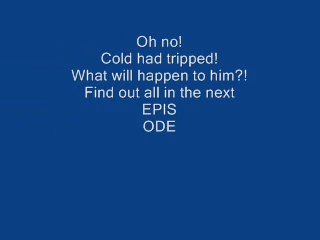 Oh no!
Cold had tripped!
What will happen to him?!
Find out all in the next
EPIS
ODE